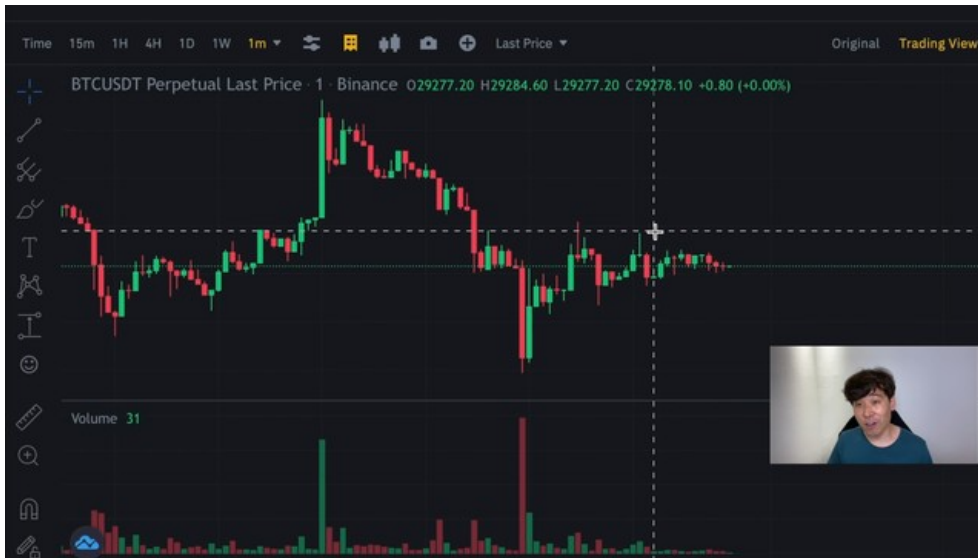 Time 15m 1H 4H 1D 1W 1m Last Price Original Trading View
BTCUSDT Perpetual Last Price · 1 · Binance O29277.20 H29284.60 L29277.20 C29278.10 +0.80 (+0.00%)
Volume 31